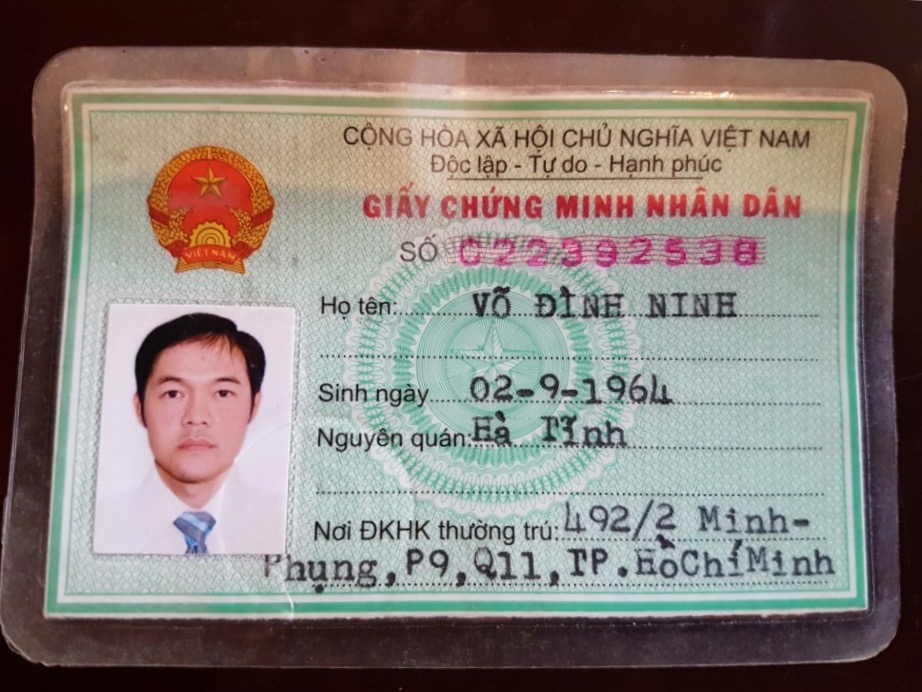 CỘNG HÒA XÃ HỘI CHỦ NGHĨA VIỆT NAM
Độc lập - Tự do - Hạnh phúc
GIẤY CHỨNG MINH NHÂN DÂN
SỐ 022392538
VIỆT NAM
Họ tên: VÕ ĐÌNH NINH
Sinh ngày 02-9-1964
Nguyên quán: Hà Tĩnh
Nơi ĐKHK thường trú: 492/2 Minh-
Phụng,P9,Q11,TP.HồChíMinh